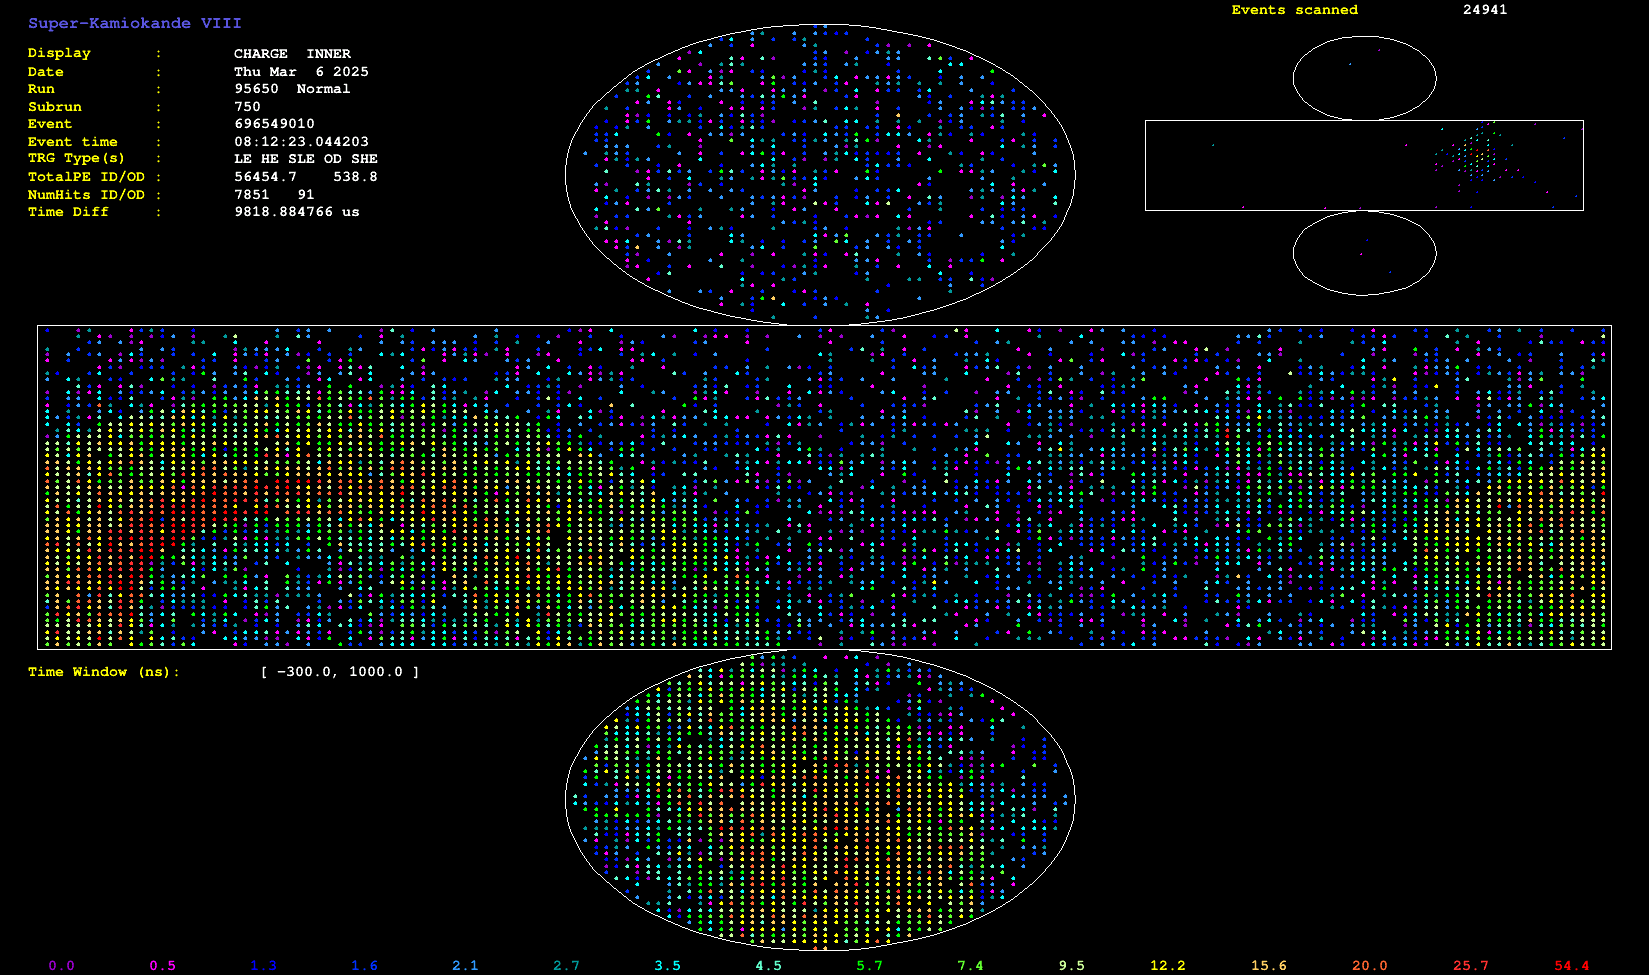 Super-Kamiokande VIII
Events scanned 24941
Display : CHARGE INNER
Date : Thu Mar 6 2025
Run : 95650 Normal
Subrun : 750
Event : 696549010
Event time : 08:12:23.044203
TRG Type(s) : LE HE SLE OD SHE
TotalPE ID/OD : 56454.7 538.8
NumHits ID/OD : 7851 91
Time Diff : 9818.884766 us
Time Window (ns): [ -300.0, 1000.0 ]
0.0 0.5 1.3 1.6 2.1 2.7 3.5 4.5 5.7 7.4 9.5 12.2 15.6 20.0 25.7 54.4